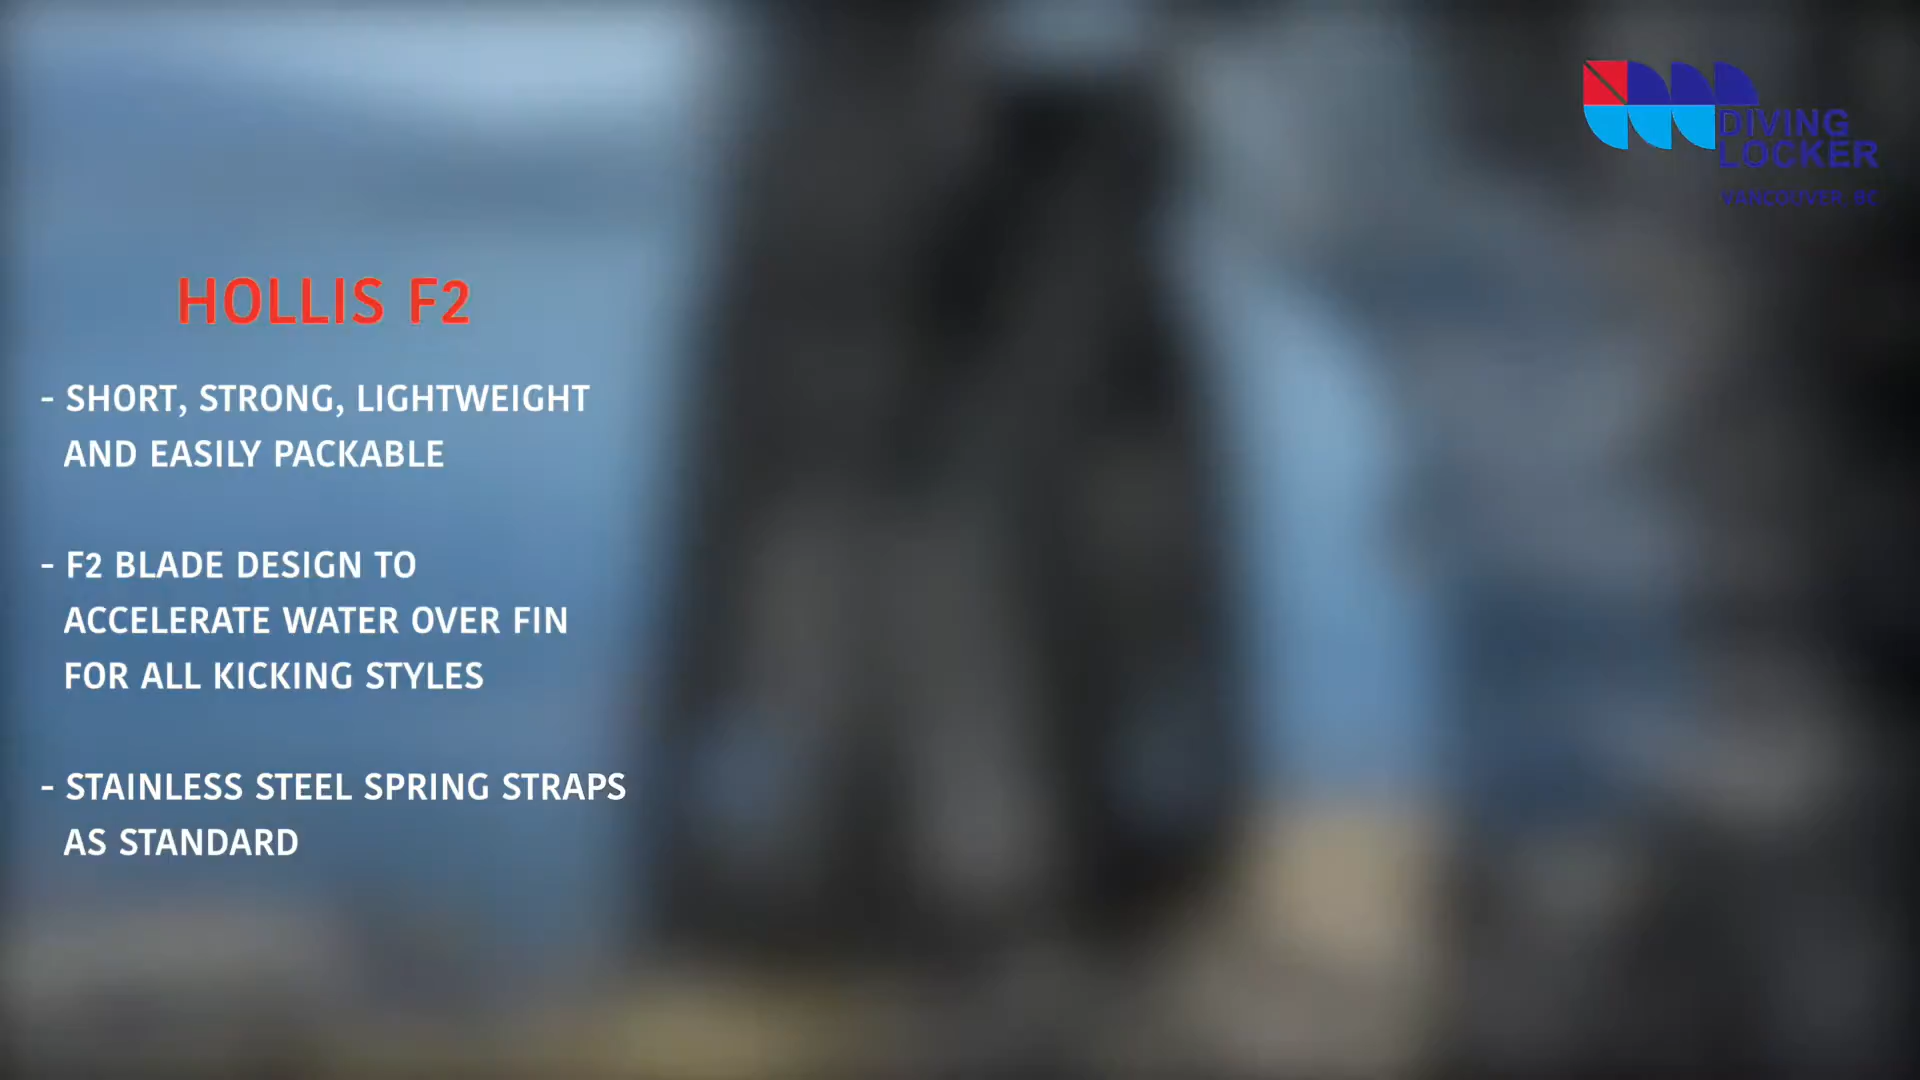 DIVING
LOCKER
VANCOUVER, BC
HOLLIS F2
- SHORT, STRONG, LIGHTWEIGHT
AND EASILY PACKABLE
- F2 BLADE DESIGN TO
ACCELERATE WATER OVER FIN
FOR ALL KICKING STYLES
- STAINLESS STEEL SPRING STRAPS
AS STANDARD